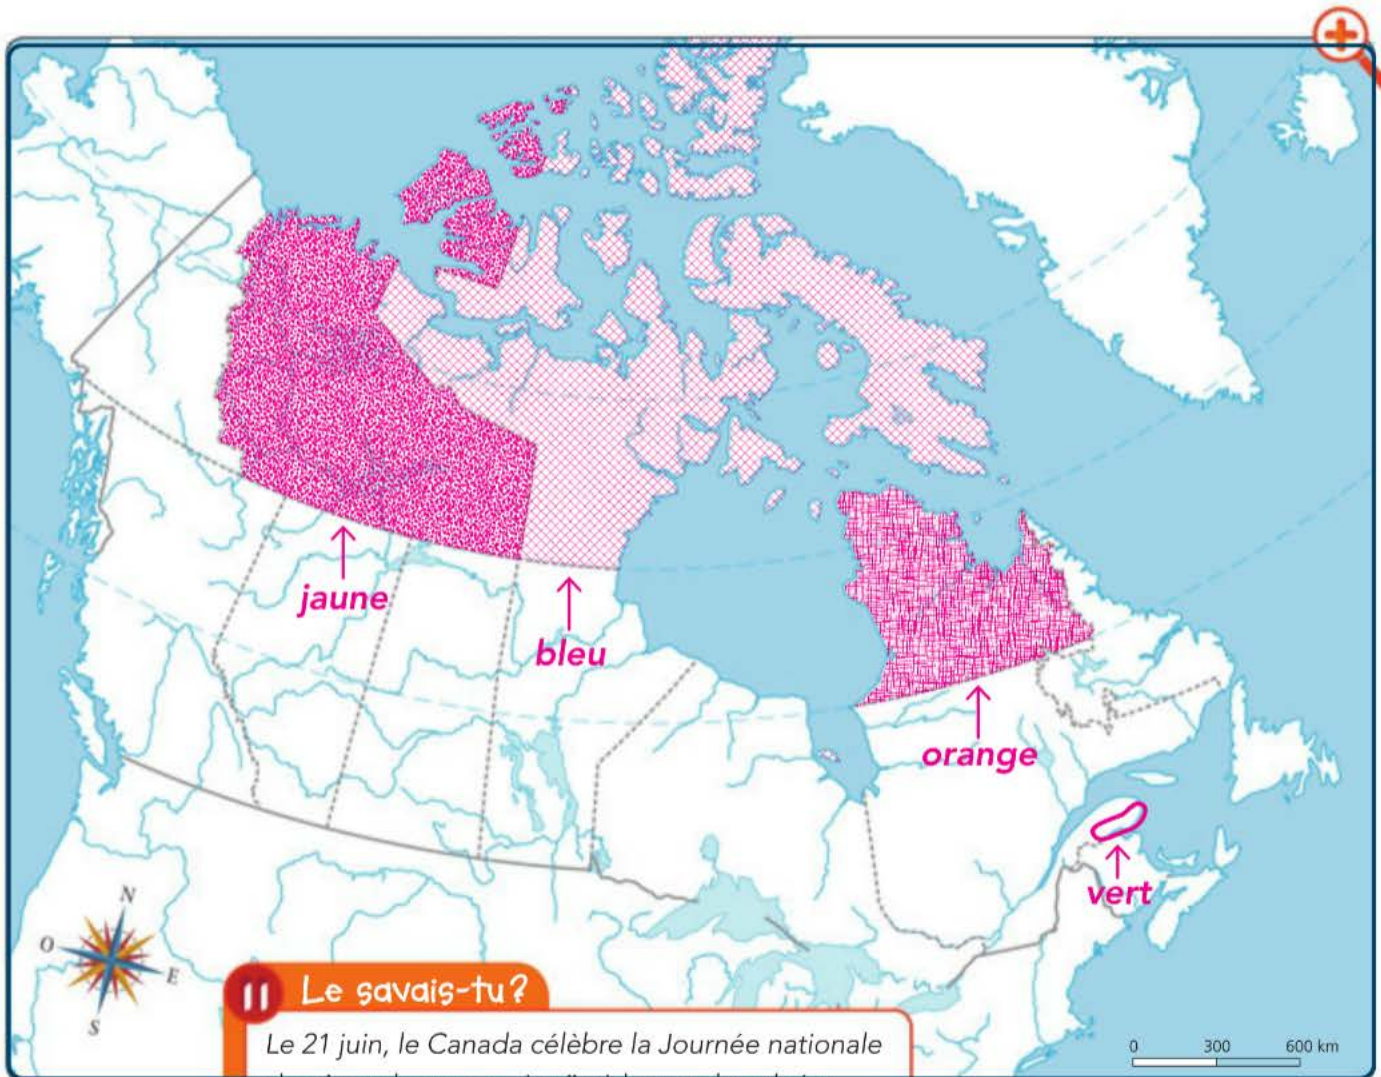 jaune
bleu
orange
vert
N
O
E
S
Le savais-tu?
Le 21 juin, le Canada célèbre la Journée nationale
0 300 600 km